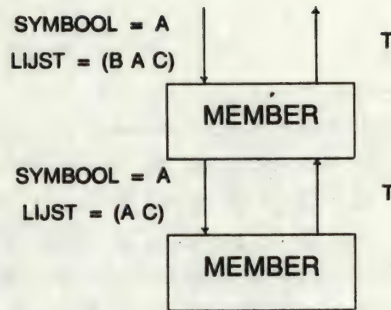 SYMBOOL = A
T
LIJST = (B A C)
MEMBER
SYMBOOL = A
T
LIJST = (A C)
MEMBER